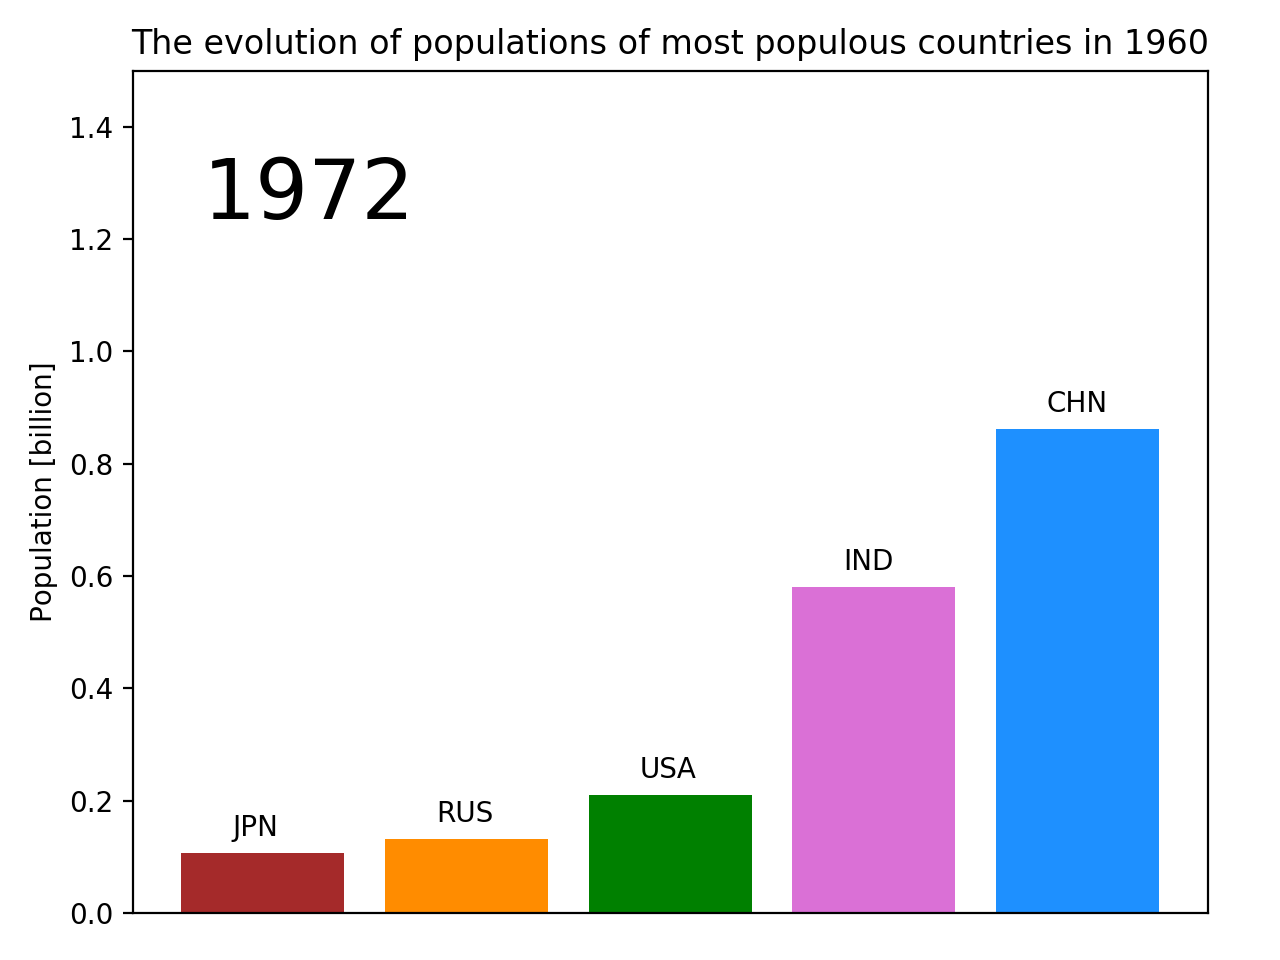 The evolution of populations of most populous countries in 1960
1972
Population [billion]
1.4
1.2
1.0
0.8
0.6
0.4
0.2
0.0
JPN
RUS
USA
IND
CHN